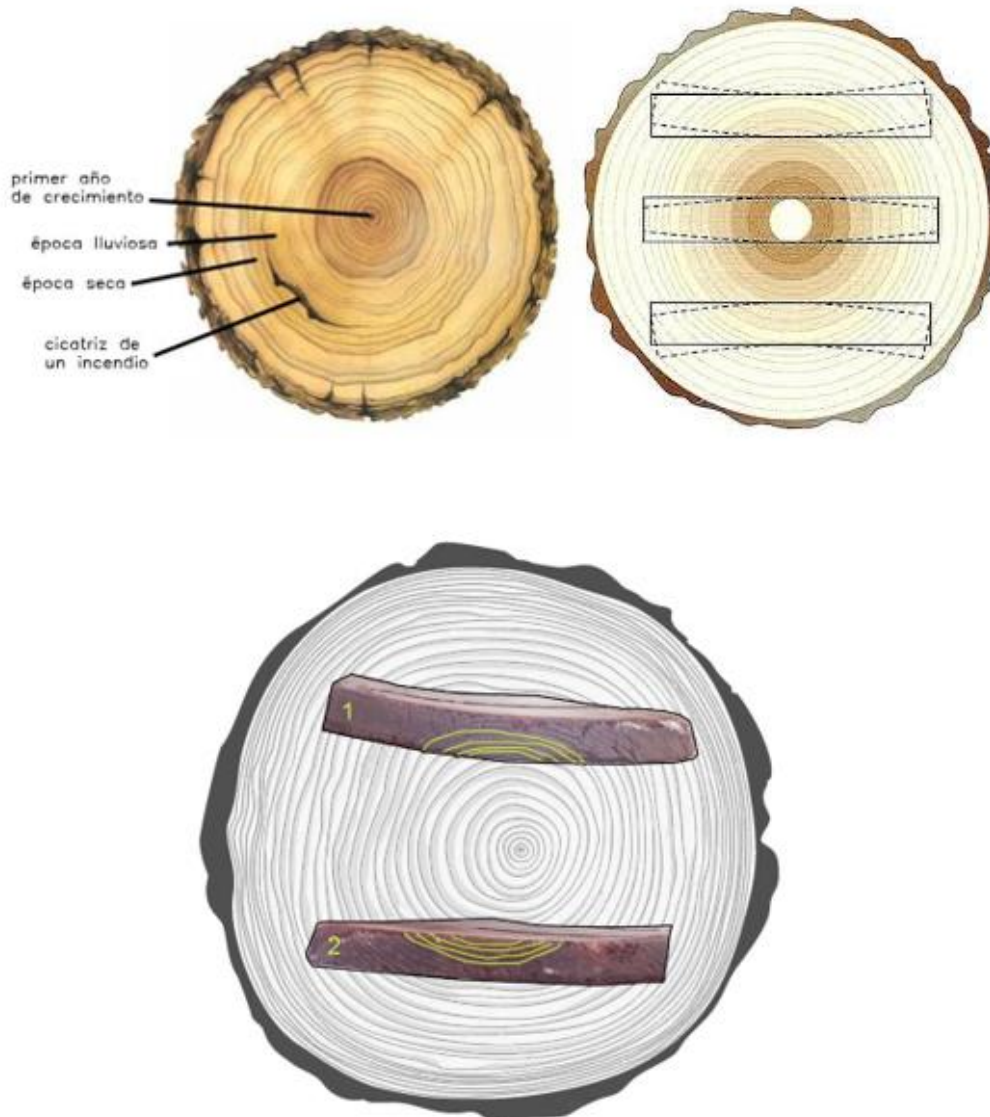 primer año
de crecimiento
época lluviosa
época seca
cicatriz de
un incendio
1
2